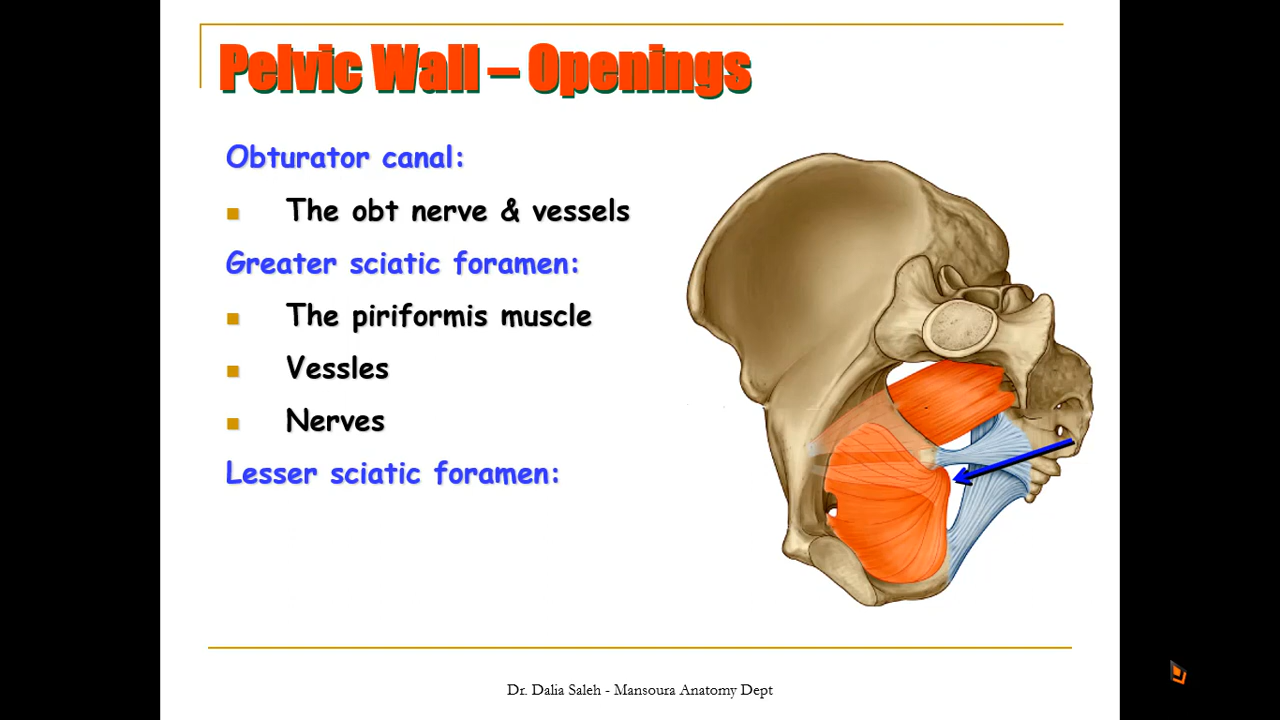 Pelvic Wall – Openings
Obturator canal:
The obt nerve & vessels
Greater sciatic foramen:
The piriformis muscle
Vessles
Nerves
Lesser sciatic foramen:
Dr. Dalia Saleh - Mansoura Anatomy Dept